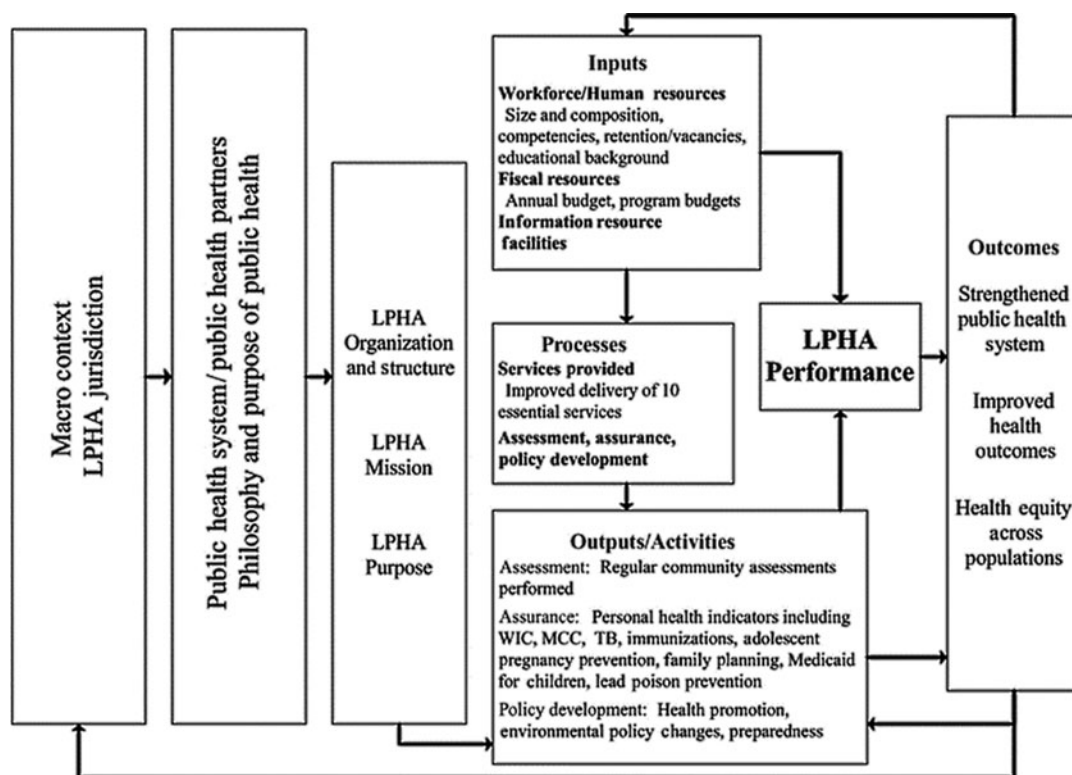 Macro context
LPHA jurisdiction
Public health system/ public health partners
Philosophy and purpose of public health
LPHA
Organization
and structure
LPHA
Mission
LPHA
Purpose
Inputs
Workforce/Human resources
Size and composition,
competencies, retention/vacancies,
educational background
Fiscal resources
Annual budget, program budgets
Information resource
facilities
Processes
Services provided
Improved delivery of 10
essential services
Assessment, assurance,
policy development
Outputs/Activities
Assessment: Regular community assessments
performed
Assurance: Personal health indicators including
WIC, MCC, TB, immunizations, adolescent
pregnancy prevention, family planning, Medicaid
for children, lead poison prevention
Policy development: Health promotion,
environmental policy changes, preparedness
LPHA
Performance
Outcomes
Strengthened
public health
system
Improved
health
outcomes
Health equity
across
populations